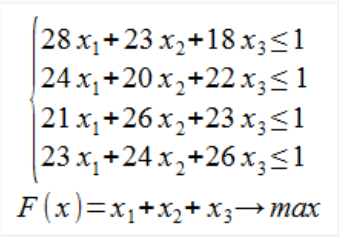 28 x₁+23 x₂+18 x₃≤1
24 x₁+20 x₂+22 x₃≤1
21 x₁+26 x₂+23 x₃≤1
23 x₁+24 x₂+26 x₃≤1
F(x)=x₁+x₂+x₃→max